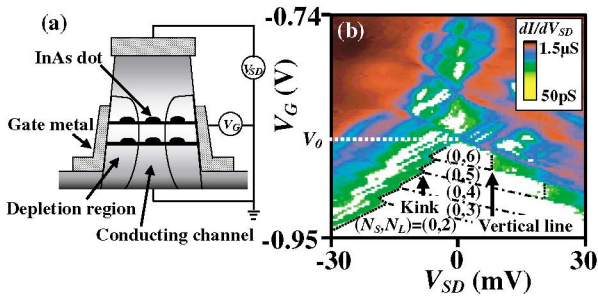 (a)
InAs dot
V_SD
V_G
Gate metal
Depletion region
Conducting channel
(b)
dI/dV_SD
1.5μS
50pS
-0.74
V_G (V)
V_0
-0.95
(0,6)
(0,5)
(0,4)
(0,3)
(N_S,N_L)=(0,2)
Kink
Vertical line
-30
0
30
V_SD (mV)